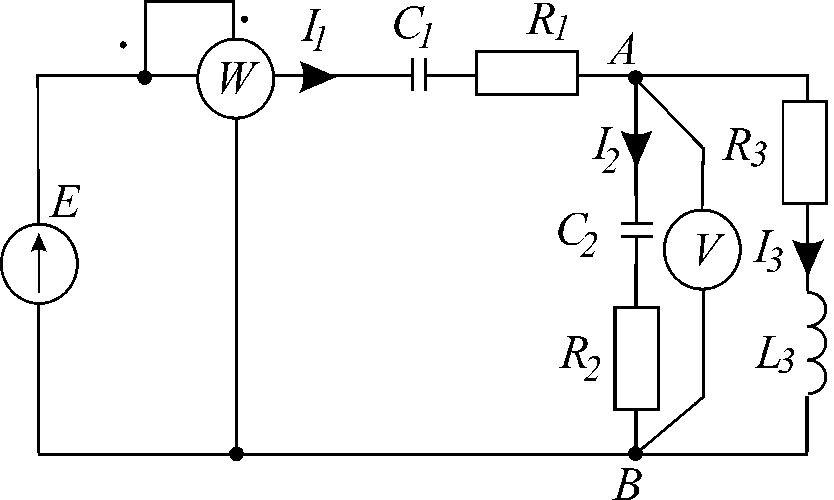 I1 C1 R1 A
W
I2 R3
E
C2 V I3
R2 L3
B